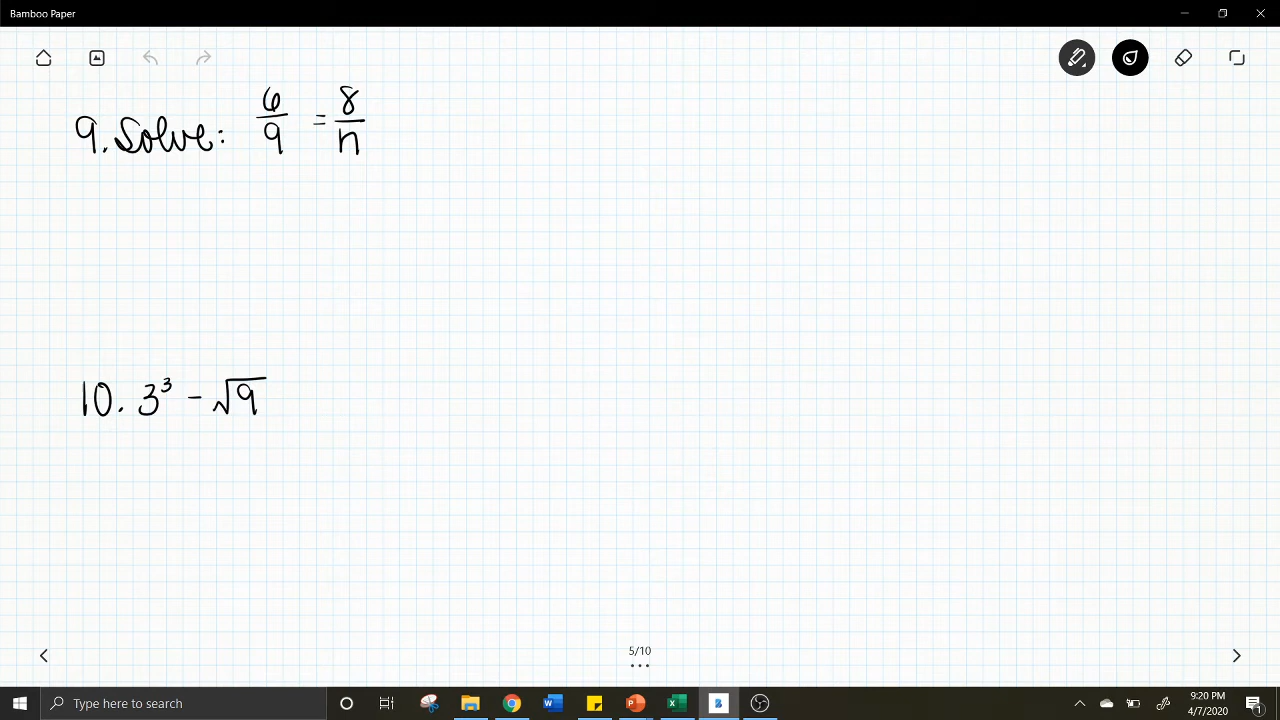 Bamboo Paper
9. Solve: 6/9 = 8/n
10. 3³ - √9
5/10
Type here to search
9:20 PM
4/7/2020
1